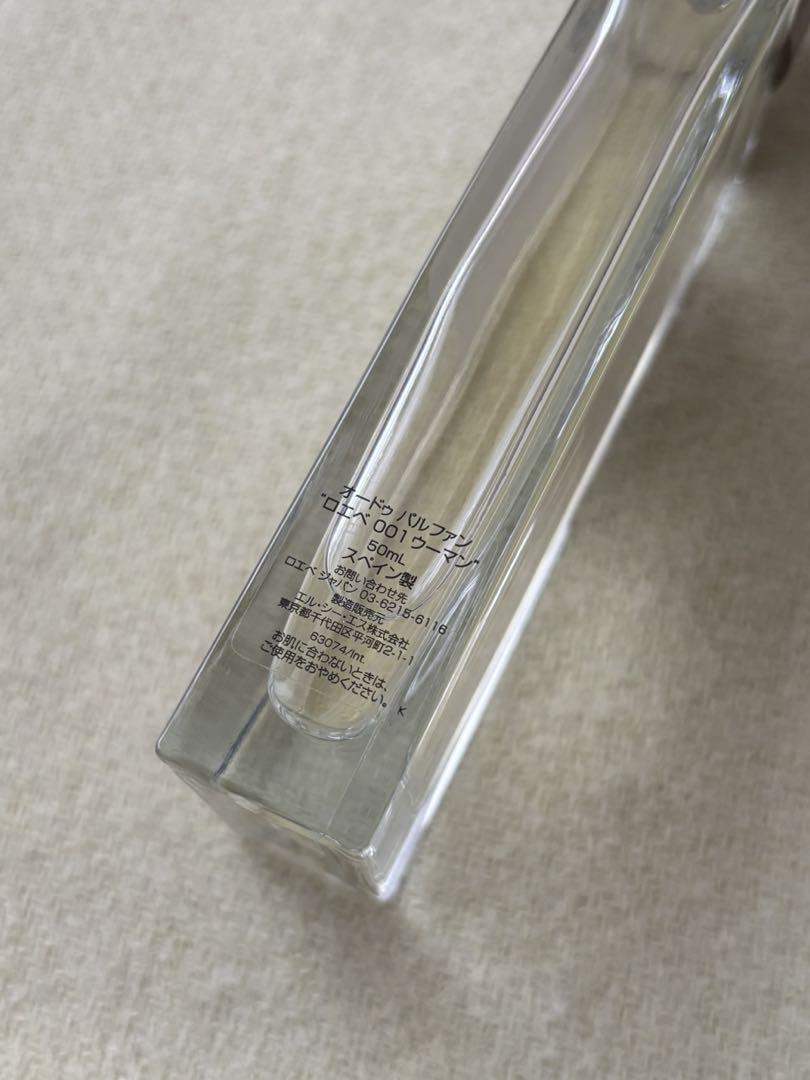 オードゥ パルファン
"ロエベ 001ウーマン"
50mL
スペイン製
お問い合わせ先
ロエベ ジャパン 03-6215-6116
製造販売元
エル・シー・エス株式会社
東京都千代田区平河町2-1-1
63074/Int.
お肌に合わないときは、
ご使用をおやめください。 K